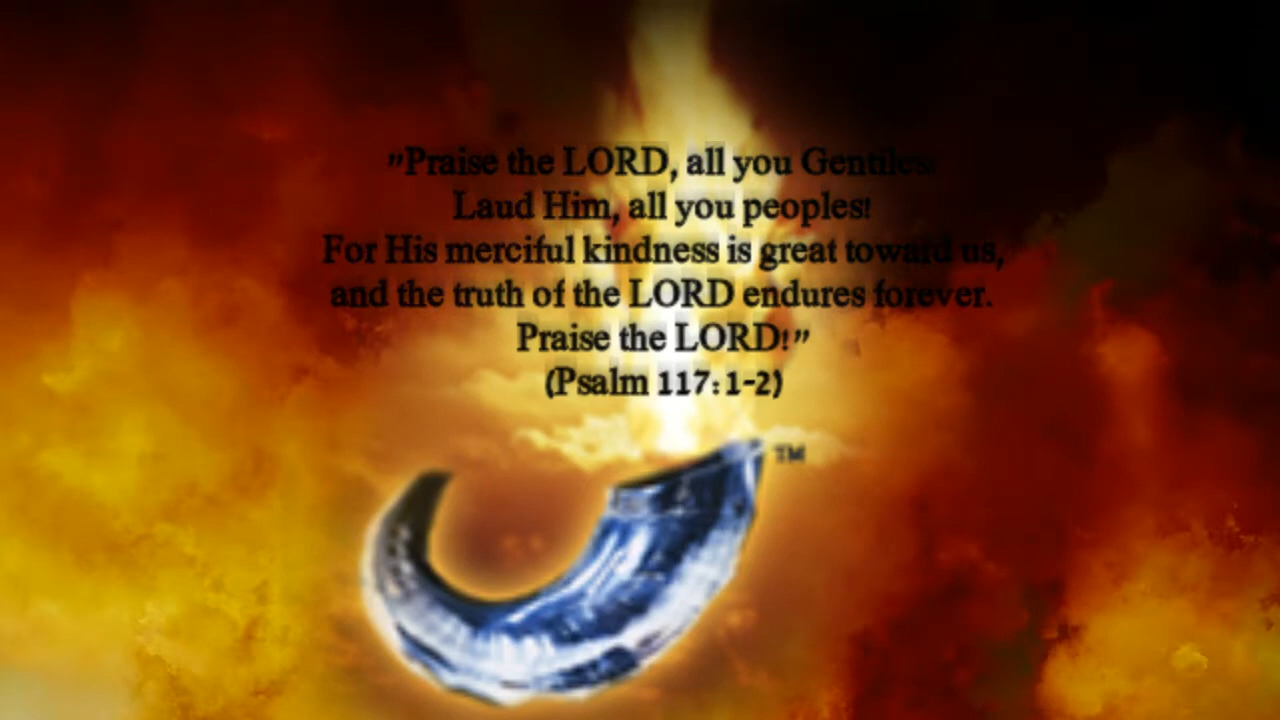 "Praise the LORD, all you Gentiles!
Laud Him, all you peoples!
For His merciful kindness is great toward us,
and the truth of the LORD endures forever.
Praise the LORD!"
(Psalm 117:1-2)
TM